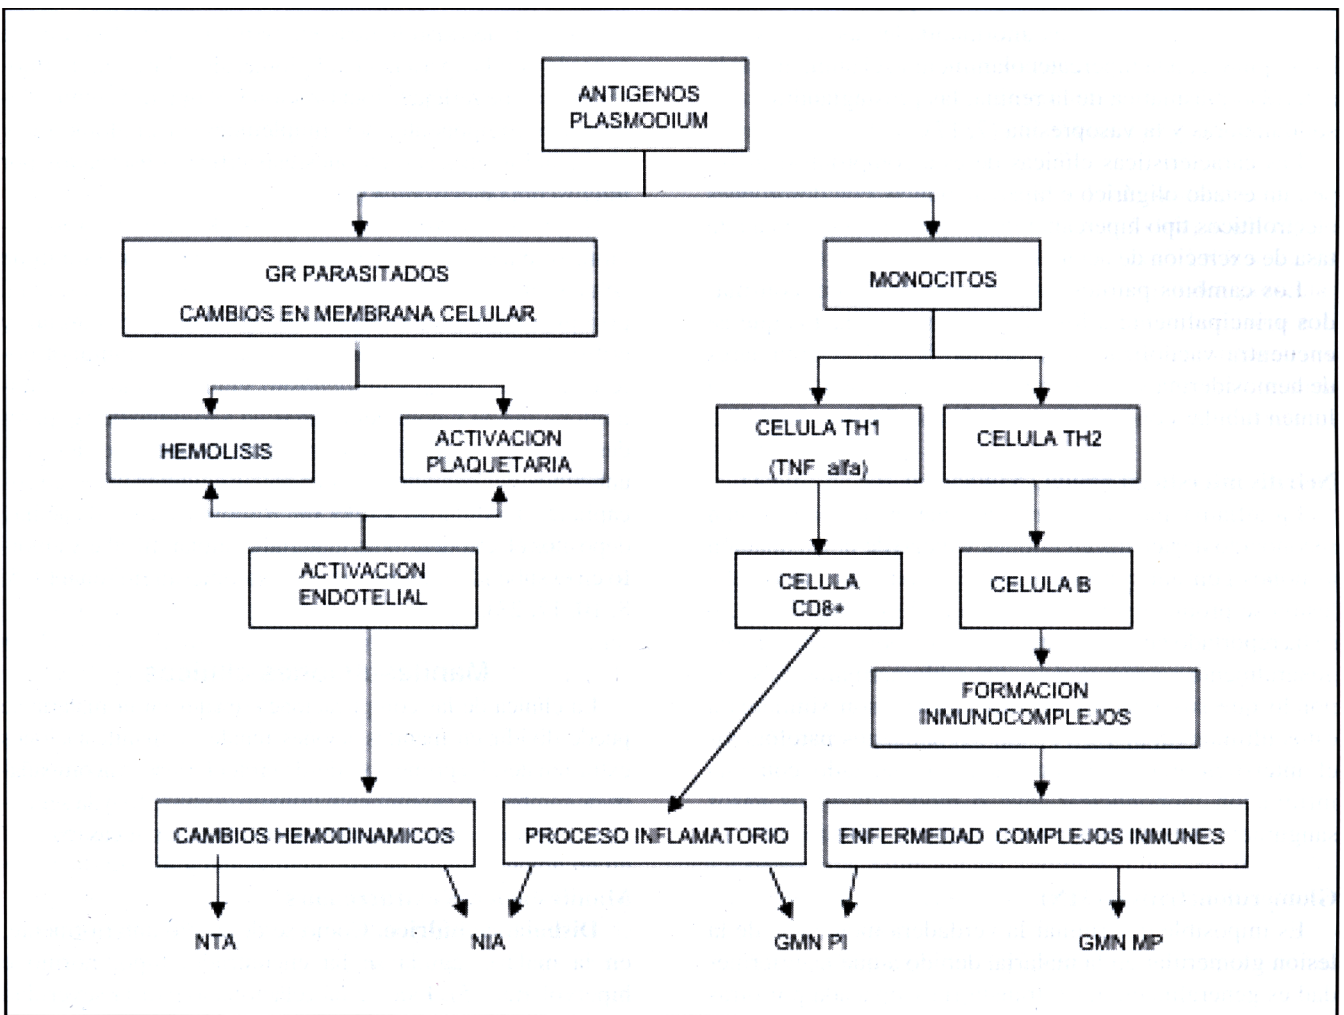 ANTIGENOS
PLASMODIUM
GR PARASITADOS
CAMBIOS EN MEMBRANA CELULAR
MONOCITOS
HEMOLISIS
ACTIVACION
PLAQUETARIA
CELULA TH1
(TNF alfa)
CELULA TH2
ACTIVACION
ENDOTELIAL
CELULA
CD8+
CELULA B
FORMACION
INMUNOCOMPLEJOS
CAMBIOS HEMODINAMICOS
PROCESO INFLAMATORIO
ENFERMEDAD COMPLEJOS INMUNES
NTA
NIA
GMN PI
GMN MP